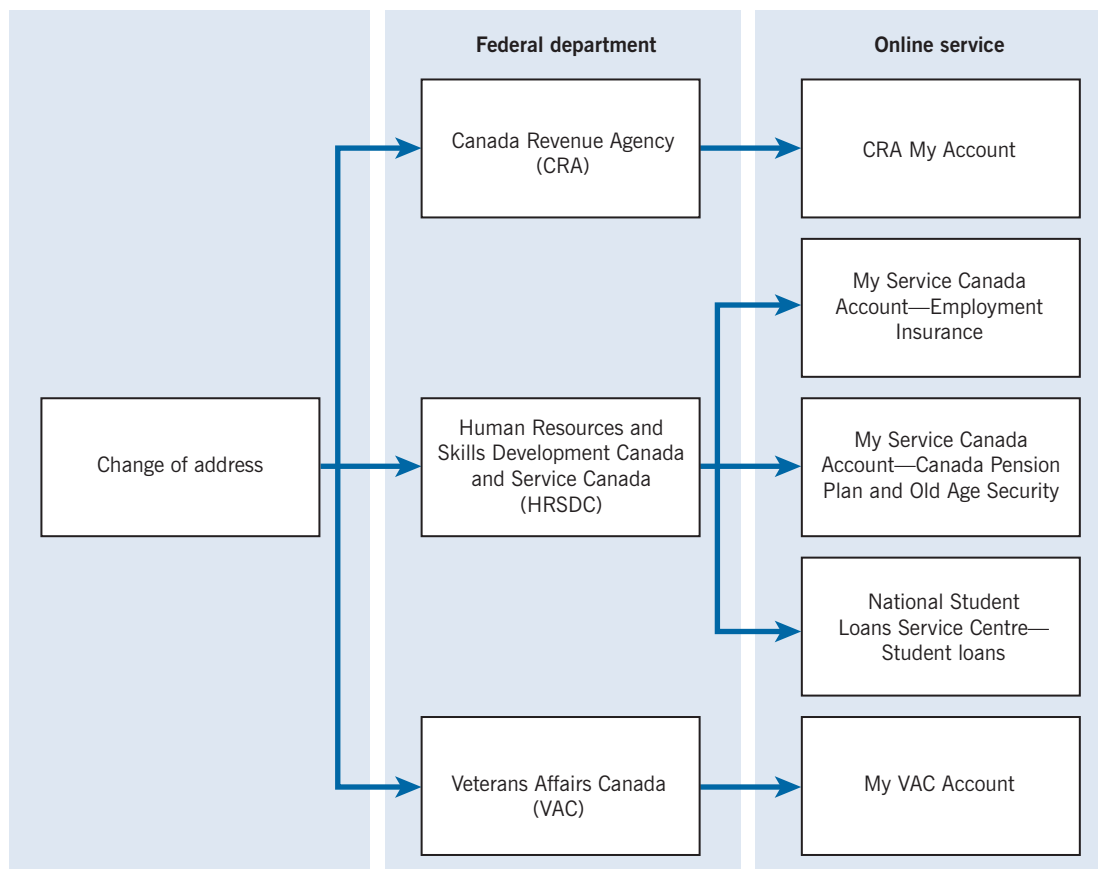 Federal department
Online service
Canada Revenue Agency
(CRA)
CRA My Account
My Service Canada
Account—Employment
Insurance
Change of address
Human Resources and
Skills Development Canada
and Service Canada
(HRSDC)
My Service Canada
Account—Canada Pension
Plan and Old Age Security
National Student
Loans Service Centre—
Student loans
Veterans Affairs Canada
(VAC)
My VAC Account